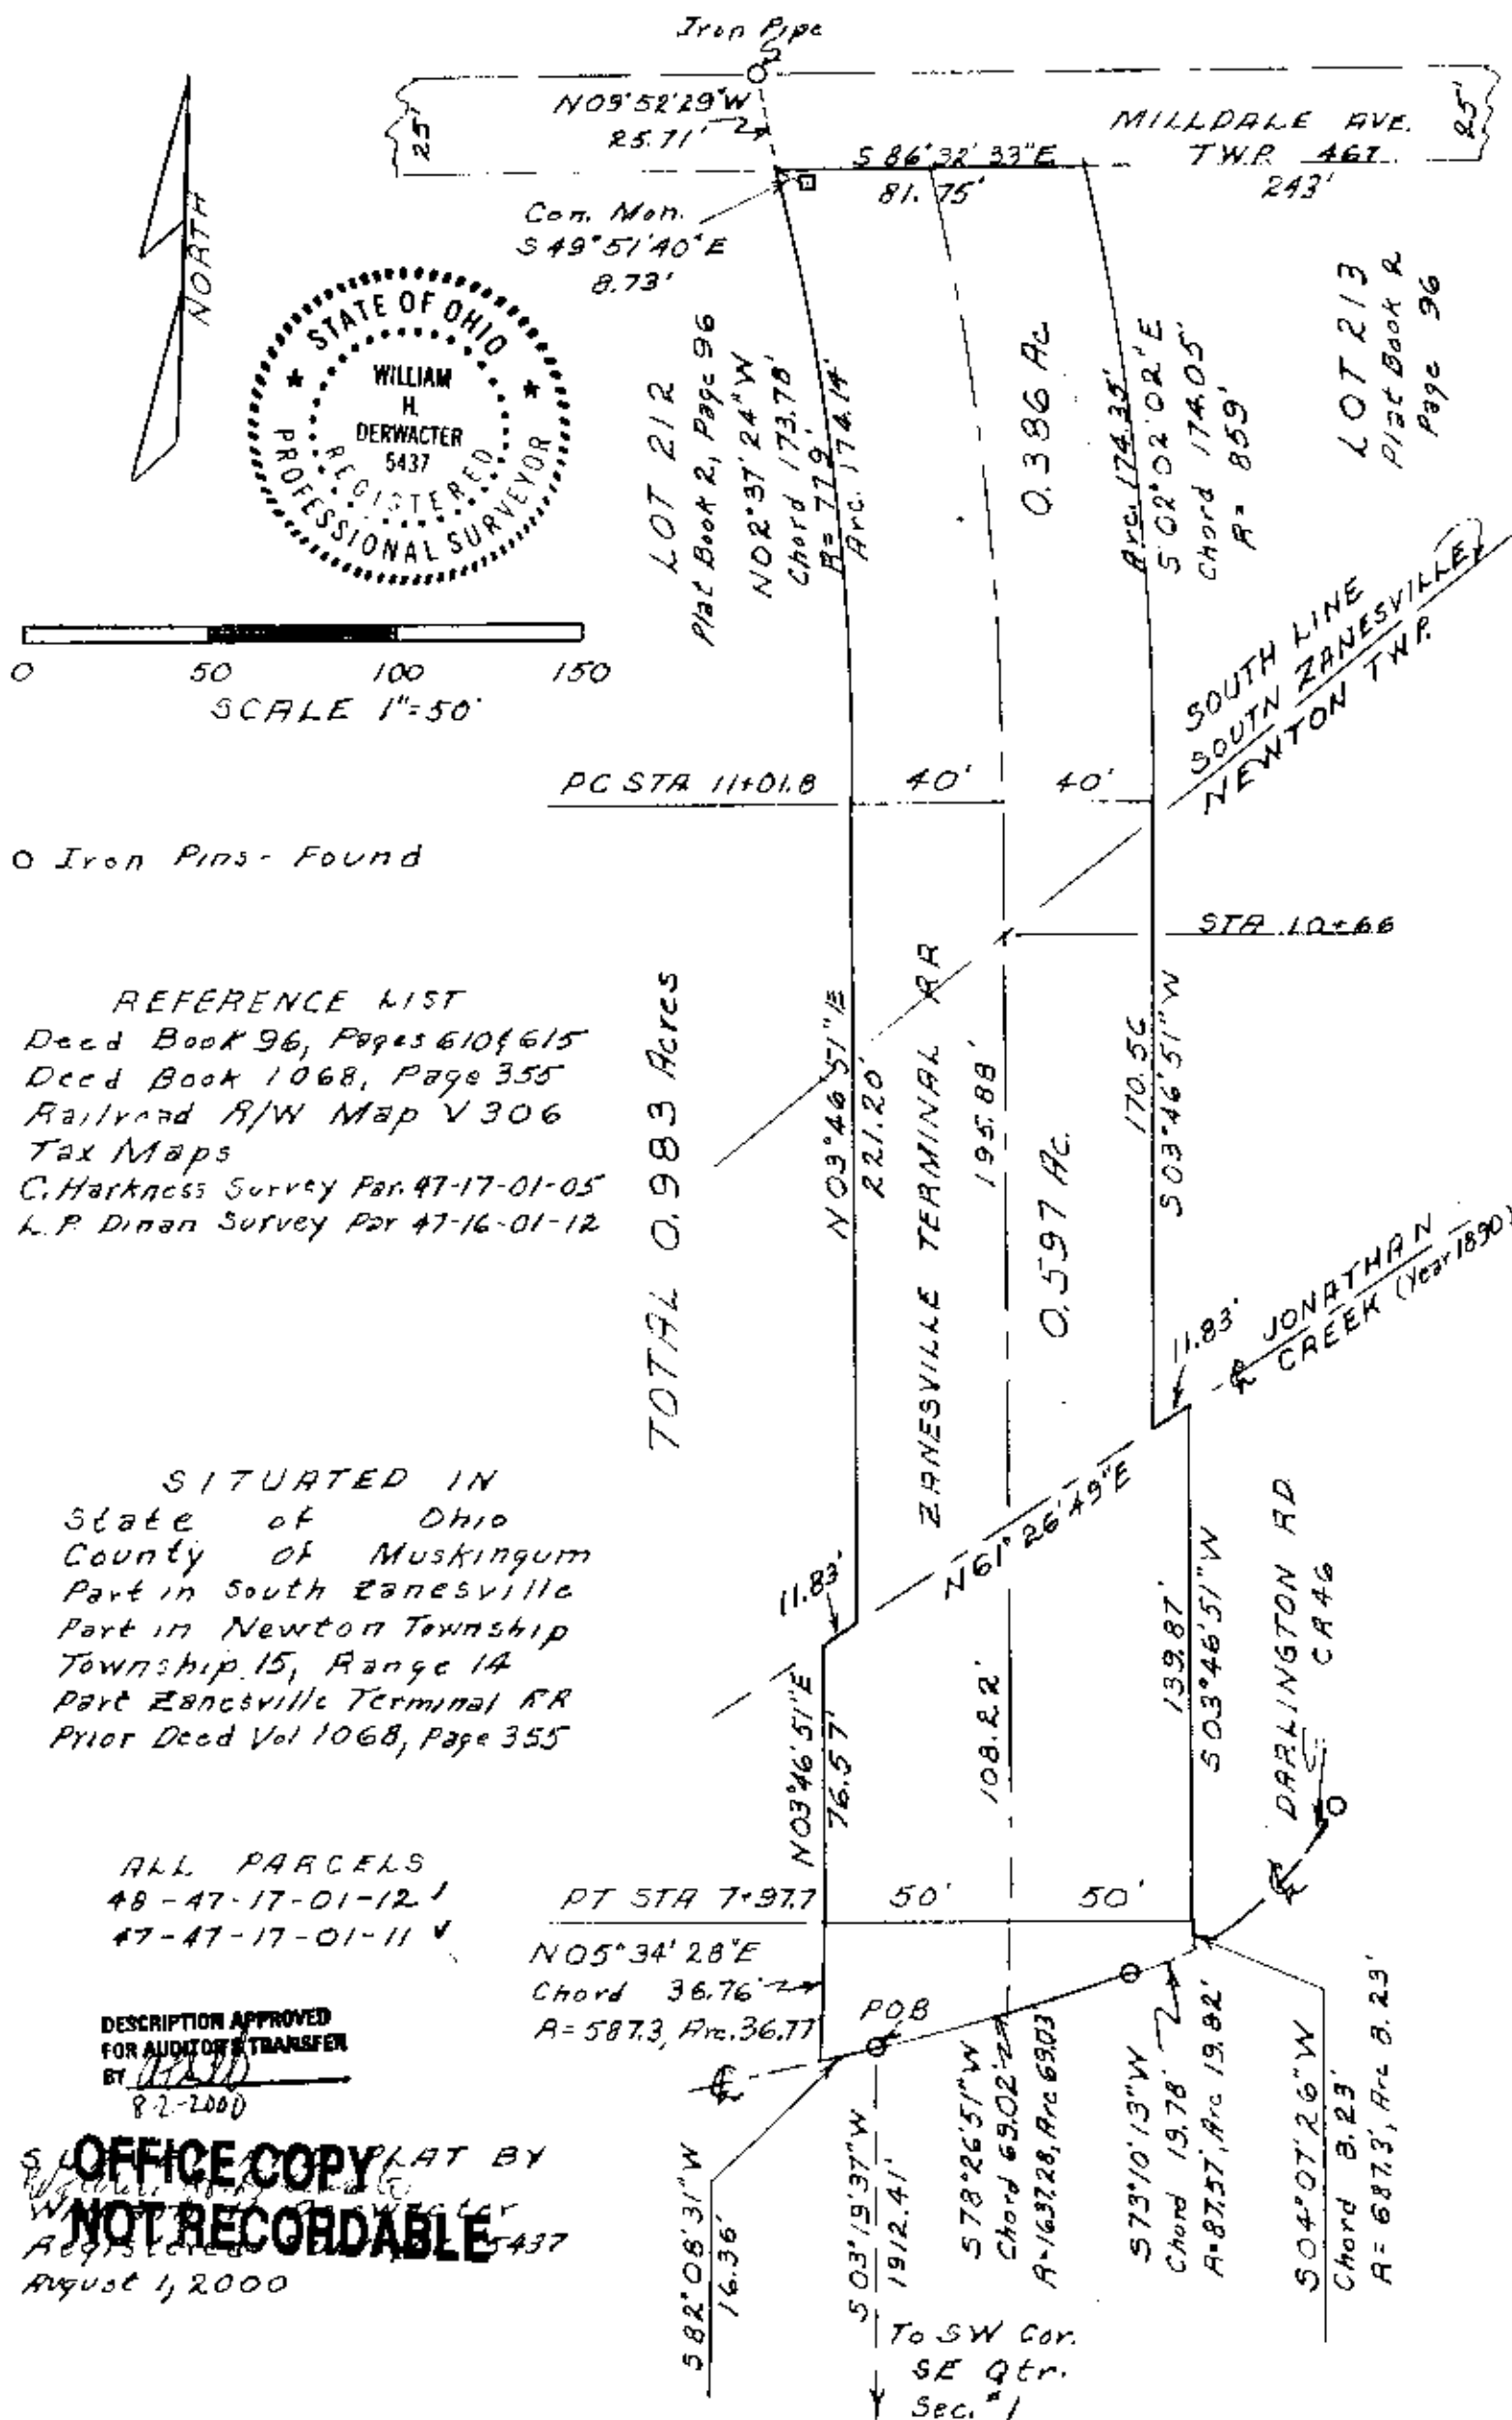 Iron Pipe
N09°52'29"W
25.71'
25'
MILLDALE AVE.
TWP. 467
243'
25'
S 86°32'33"E
81.75'
Con. Mon.
S 49°51'40"E
8.73'
NORTH
STATE OF OHIO
WILLIAM
H.
DERWACTER
5437
REGISTERED
PROFESSIONAL SURVEYOR
LOT 212
Plat Book 2, Page 96
N02°37'24"W
Chord 173.78'
R= 779'
Arc. 174.14'
0.386 Ac.
Arc. 174.35'
S 02°02'02"E
Chord 174.05'
R= 859'
LOT 213
Plat Book 2
Page 96
0 50 100 150
SCALE 1"=50'
SOUTH LINE
SOUTH ZANESVILLE
NEWTON TWP.
PC STA 11+01.8
40'
40'
O Iron Pins - Found
STA 10+66
REFERENCE LIST
Deed Book 96, Pages 610 & 615
Deed Book 1068, Page 355
Railroad R/W Map V 306
Tax Maps
C. Harkness Survey Par. 47-17-01-05
L.P. Dinan Survey Par 47-16-01-12
TOTAL 0.983 Acres
N 03°46'51"E
221.20'
ZANESVILLE TERMINAL RR
195.88'
0.597 Ac.
170.56
S 03°46'51"W
JONATHAN
CREEK (Year 1890)
11.83'
N 61°26'49"E
11.83'
SITUATED IN
State of Ohio
County of Muskingum
Part in South Zanesville
Part in Newton Township
Township 15, Range 14
Part Zanesville Terminal RR
Prior Deed Vol 1068, Page 355
N03°46'51"E
76.57'
108.22'
139.87'
S 03°46'51"W
DARLINGTON RD
CR 46
ALL PARCELS
48-47-17-01-12
47-47-17-01-11
PT STA 7+97.7
50'
50'
N05°34'28"E
Chord 36.76'
R= 587.3, Arc. 36.77
POB
DESCRIPTION APPROVED
FOR AUDITOR'S TRANSFER
BY
8-2-2000
PLAT BY
OFFICE COPY
NOT RECORDABLE
Registered 5437
August 1, 2000
S 82°08'31"W
16.36'
S 03°19'37"W
1912.41'
To SW Cor.
SE Qtr.
Sec. #1
S78°26'51"W
Chord 69.02'
R=1637.28, Arc 69.03
S73°10'13"W
Chord 19.78'
R=87.57', Arc 19.82'
S04°07'26"W
Chord 8.23'
R= 687.3', Arc 8.23'